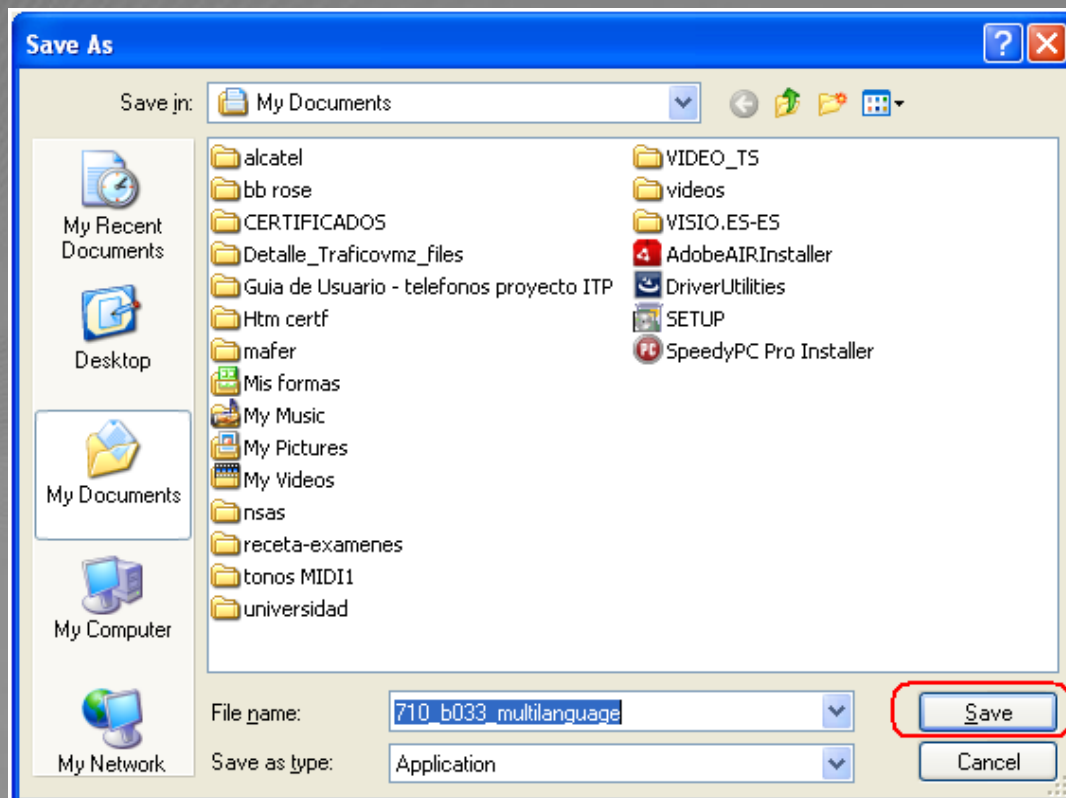 Save As
Save in: My Documents
My Recent Documents
Desktop
My Documents
My Computer
My Network
alcatel
bb rose
CERTIFICADOS
Detalle_Traficovmz_files
Guia de Usuario - telefonos proyecto ITP
Htm certf
mafer
Mis formas
My Music
My Pictures
My Videos
nsas
receta-examenes
tonos MIDI1
universidad
VIDEO_TS
videos
VISIO.ES-ES
AdobeAIRInstaller
DriverUtilities
SETUP
SpeedyPC Pro Installer
File name: 710_b033_multilanguage Save
Save as type: Application Cancel